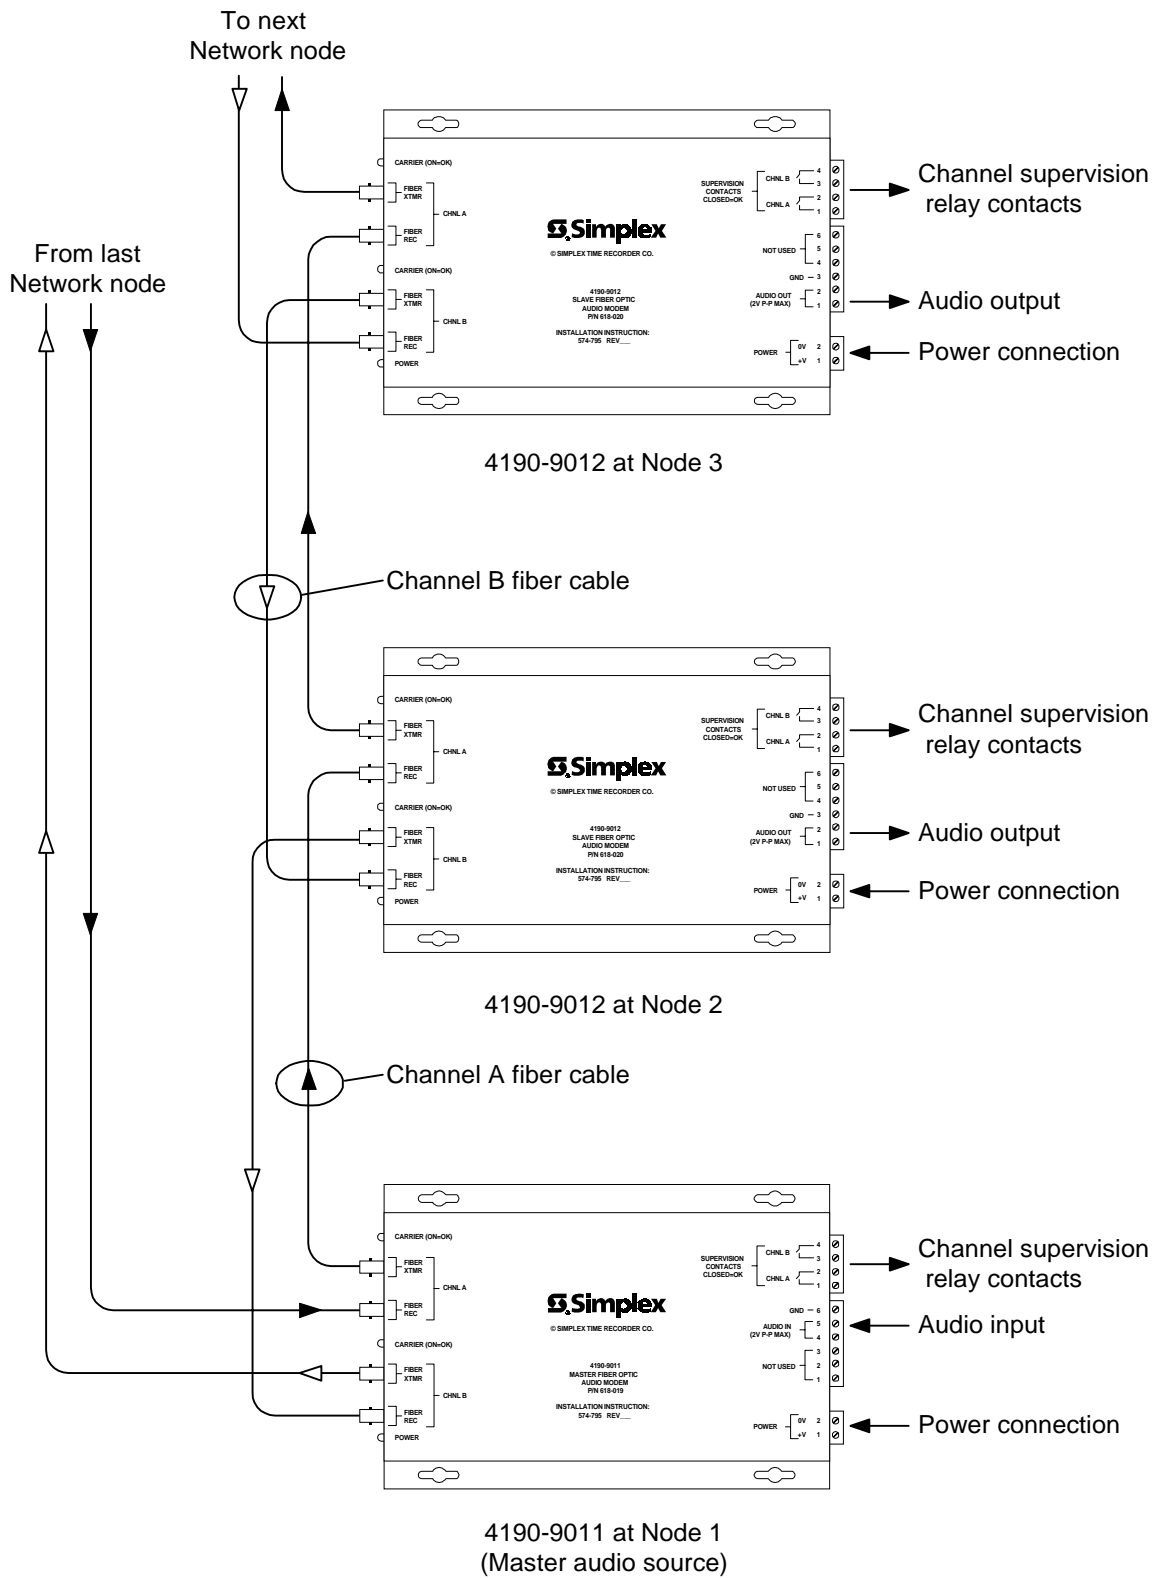 To next
Network node
CARRIER (ON=OK)
FIBER
XTMR
CHNL A
FIBER
REC
CARRIER (ON=OK)
FIBER
XTMR
CHNL B
FIBER
REC
POWER
Simplex
© SIMPLEX TIME RECORDER CO.
4190-9012
SLAVE FIBER OPTIC
AUDIO MODEM
P/N 618-020
INSTALLATION INSTRUCTION:
574-795 REV___
SUPERVISION
CONTACTS
CLOSED=OK
CHNL B
4
3
CHNL A
2
1
NOT USED
6
5
4
GND 3
AUDIO OUT
(2V P-P MAX)
2
1
POWER
0V 2
+V 1
Channel supervision
relay contacts
Audio output
Power connection
4190-9012 at Node 3
From last
Network node
Channel B fiber cable
CARRIER (ON=OK)
FIBER
XTMR
CHNL A
FIBER
REC
CARRIER (ON=OK)
FIBER
XTMR
CHNL B
FIBER
REC
POWER
Simplex
© SIMPLEX TIME RECORDER CO.
4190-9012
SLAVE FIBER OPTIC
AUDIO MODEM
P/N 618-020
INSTALLATION INSTRUCTION:
574-795 REV___
SUPERVISION
CONTACTS
CLOSED=OK
CHNL B
4
3
CHNL A
2
1
NOT USED
6
5
4
GND 3
AUDIO OUT
(2V P-P MAX)
2
1
POWER
0V 2
+V 1
Channel supervision
relay contacts
Audio output
Power connection
4190-9012 at Node 2
Channel A fiber cable
CARRIER (ON=OK)
FIBER
XTMR
CHNL A
FIBER
REC
CARRIER (ON=OK)
FIBER
XTMR
CHNL B
FIBER
REC
POWER
Simplex
© SIMPLEX TIME RECORDER CO.
4190-9011
MASTER FIBER OPTIC
AUDIO MODEM
P/N 618-019
INSTALLATION INSTRUCTION:
574-795 REV___
SUPERVISION
CONTACTS
CLOSED=OK
CHNL B
4
3
CHNL A
2
1
GND 6
AUDIO IN
(2V P-P MAX)
5
4
NOT USED
3
2
1
POWER
0V 2
+V 1
Channel supervision
relay contacts
Audio input
Power connection
4190-9011 at Node 1
(Master audio source)